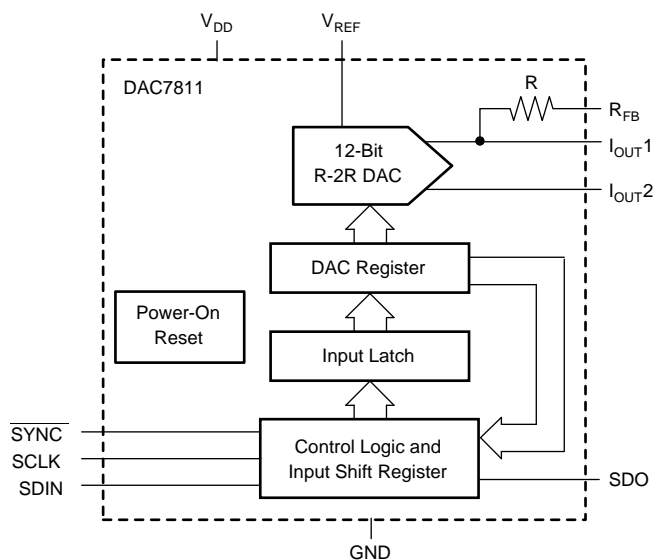 V_DD
V_REF
DAC7811
R
R_FB
12-Bit
R-2R DAC
I_OUT1
I_OUT2
DAC Register
Power-On
Reset
Input Latch
S̅Y̅N̅C̅
SCLK
SDIN
Control Logic and
Input Shift Register
SDO
GND